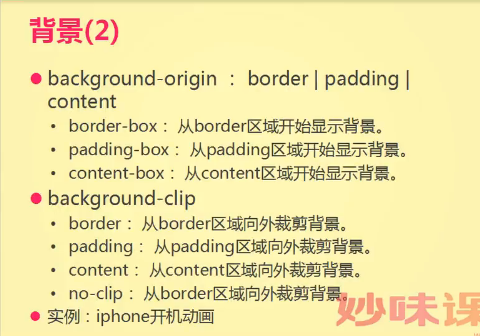 背景(2)
background-origin ： border | padding |
content
border-box： 从border区域开始显示背景。
padding-box： 从padding区域开始显示背景。
content-box： 从content区域开始显示背景。
background-clip
border： 从border区域向外裁剪背景。
padding： 从padding区域向外裁剪背景。
content： 从content区域向外裁剪背景。
no-clip： 从border区域向外裁剪背景。
实例：iphone开机动画
妙味课